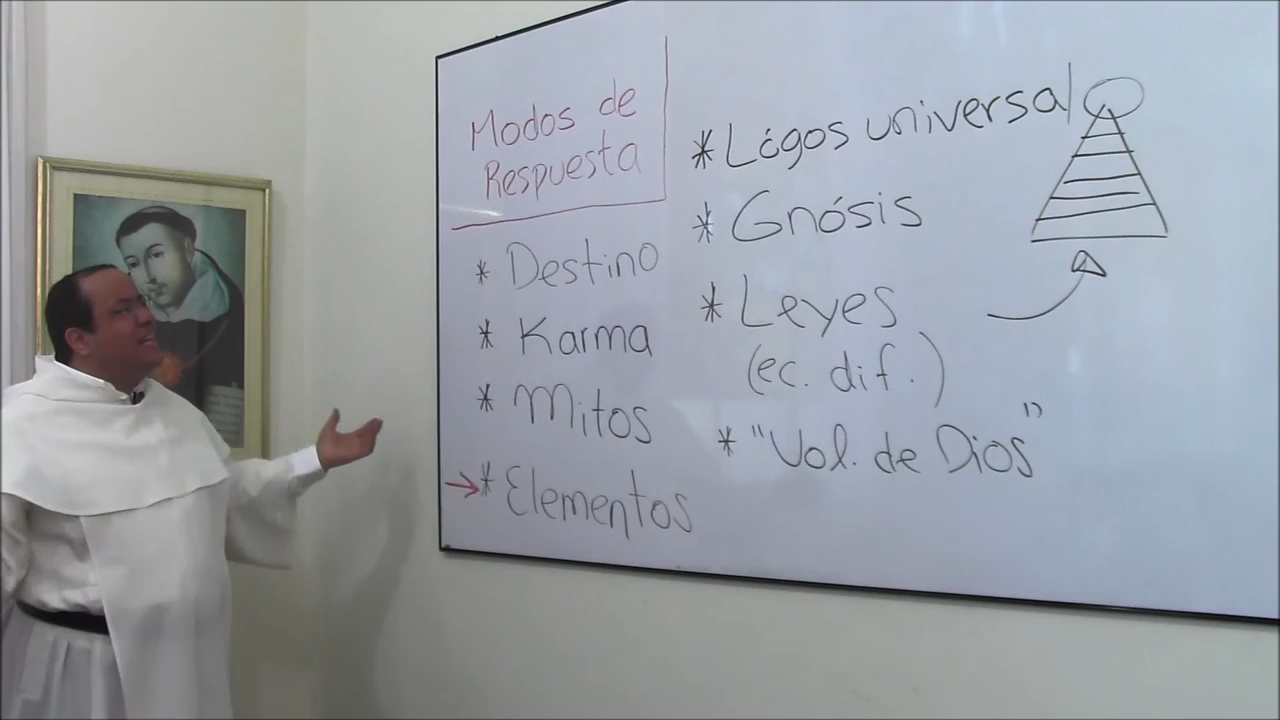 Modos de
Respuesta
* Destino
* Karma
* Mitos
* Elementos
* Lógos universal
* Gnósis
* Leyes
(ec. dif.)
* "Vol. de Dios"